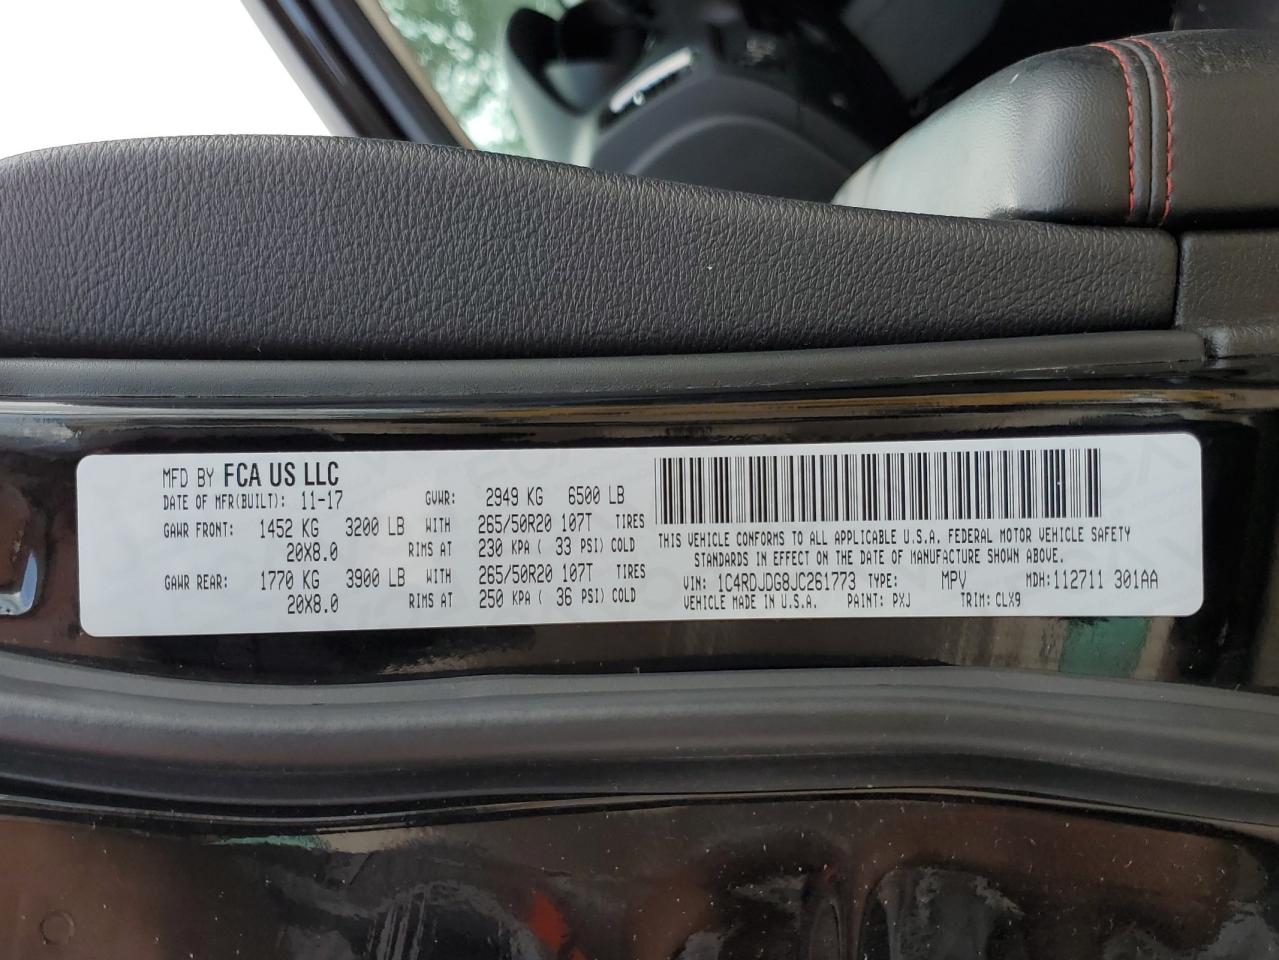 MFD BY FCA US LLC
DATE OF MFR(BUILT): 11-17 GVWR: 2949 KG 6500 LB
GAWR FRONT: 1452 KG 3200 LB WITH 265/50R20 107T TIRES
20X8.0 RIMS AT 230 KPA ( 33 PSI) COLD
GAWR REAR: 1770 KG 3900 LB WITH 265/50R20 107T TIRES
20X8.0 RIMS AT 250 KPA ( 36 PSI) COLD
THIS VEHICLE CONFORMS TO ALL APPLICABLE U.S.A. FEDERAL MOTOR VEHICLE SAFETY
STANDARDS IN EFFECT ON THE DATE OF MANUFACTURE SHOWN ABOVE.
VIN: 1C4RDJDG8JC261773 TYPE: MPV MDH: 112711 301AA
VEHICLE MADE IN U.S.A. PAINT: PXJ TRIM: CLX9